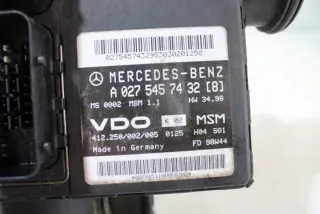 MERCEDES-BENZ
A 027 545 74 32 [8]
MS 0002 MSM 1.1 HW 34.98
VDO K 02 MSM
412.250/002/005 0125 H04 S01
Made in Germany FD 98W44